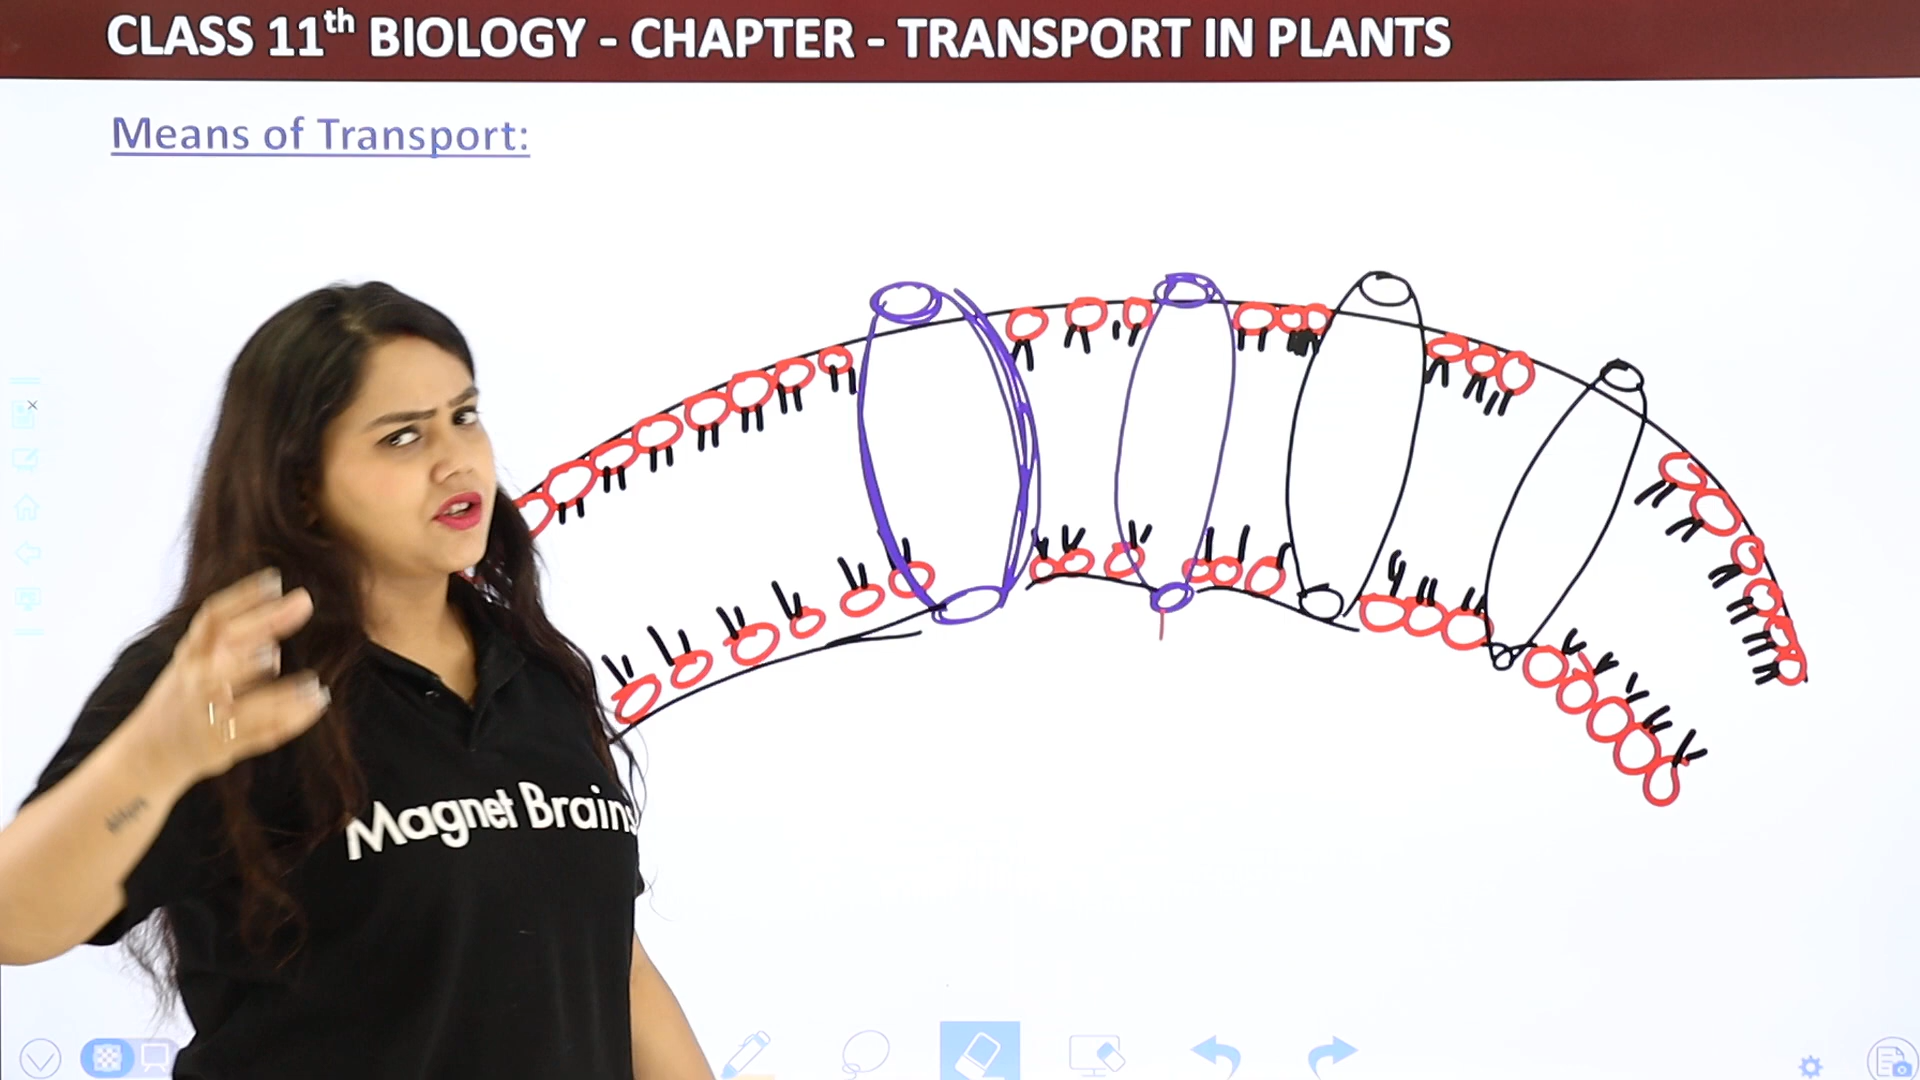 CLASS 11th BIOLOGY - CHAPTER - TRANSPORT IN PLANTS
Means of Transport:
Magnet Brains